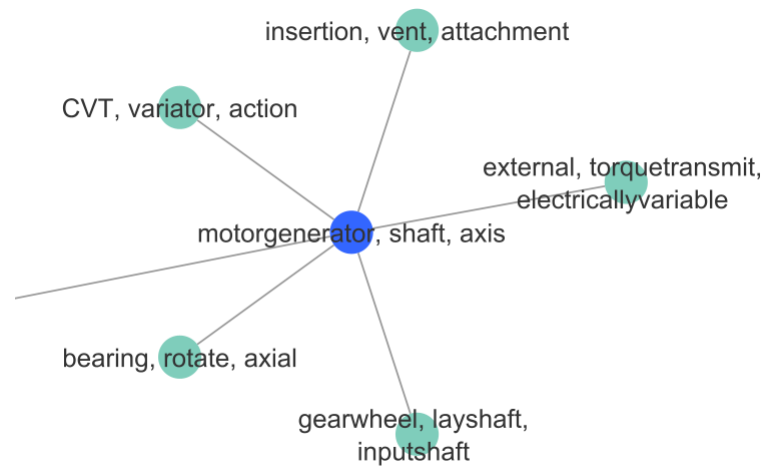 insertion, vent, attachment
CVT, variator, action
external, torquetransmit,
electricallyvariable
motorgenerator, shaft, axis
bearing, rotate, axial
gearwheel, layshaft,
inputshaft